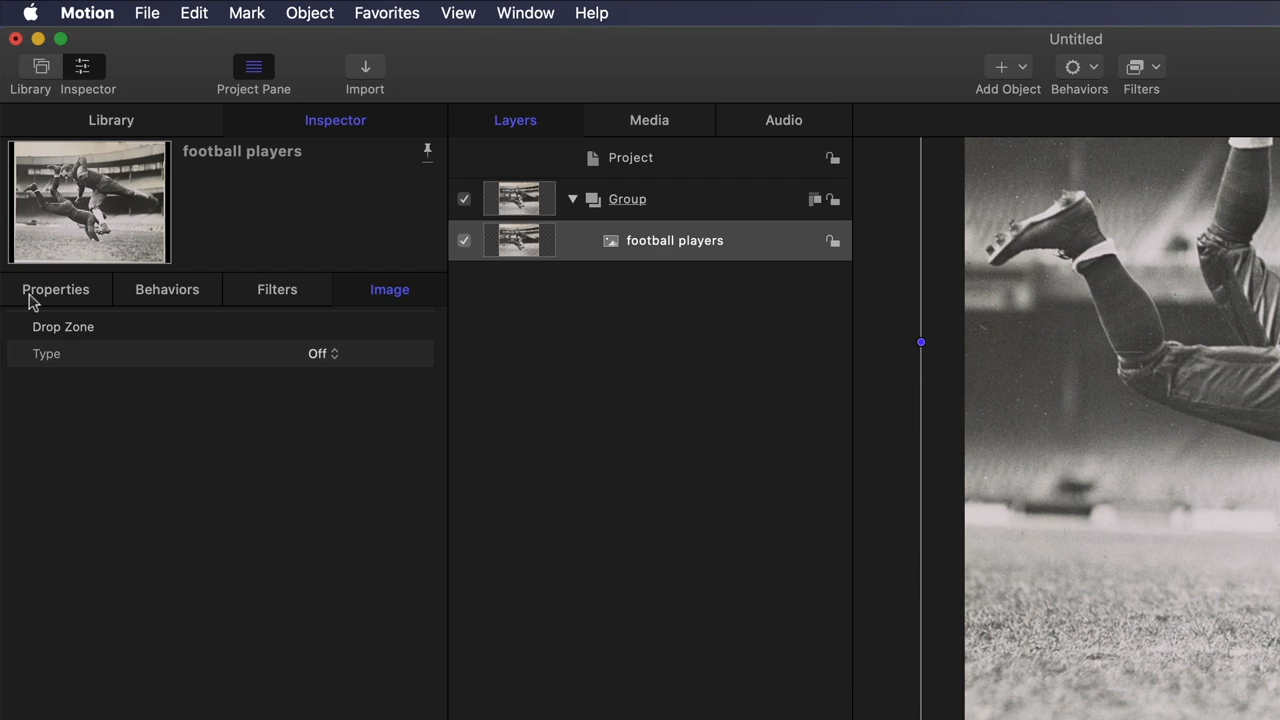 Motion File Edit Mark Object Favorites View Window Help
Untitled
Library Inspector Project Pane Import Add Object Behaviors Filters
Library Inspector Layers Media Audio
football players
Project
Group
football players
Properties Behaviors Filters Image
Drop Zone
Type Off